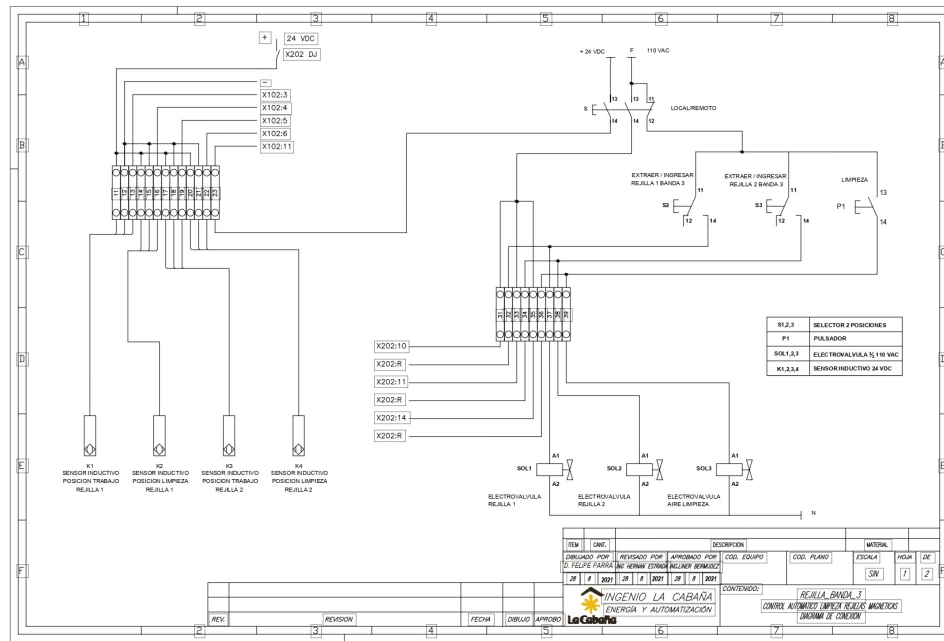 1 2 3 4 5 6 7 8
A
B
C
D
E
F
A
B
C
D
E
F
+ 24 VDC
X202 DJ
−
X102:3
X102:4
X102:5
X102:6
X102:11
11 12 13 14 15 16 17 18 19 20 21 22 23
+ 24 VDC F 110 VAC
13 13 11
S LOCAL/REMOTO
14 14 12
EXTRAER / INGRESAR
REJILLA 1 BANDA 3
11
S2
12 14
EXTRAER / INGRESAR
REJILLA 2 BANDA 3
11
S3
12 14
LIMPIEZA
13
P1
14
31 32 33 34 35 36 37 38 39
X202:10
X202:R
X202:11
X202:R
X202:14
X202:R
S1,2,3 SELECTOR 2 POSICIONES
P1 PULSADOR
SOL1,2,3 ELECTROVALVULA ½ 110 VAC
K1,2,3,4 SENSOR INDUCTIVO 24 VDC
K1
SENSOR INDUCTIVO
POSICION TRABAJO
REJILLA 1
K2
SENSOR INDUCTIVO
POSICION LIMPIEZA
REJILLA 1
K3
SENSOR INDUCTIVO
POSICION TRABAJO
REJILLA 2
K4
SENSOR INDUCTIVO
POSICION LIMPIEZA
REJILLA 2
A1
SOL1
A2
ELECTROVALVULA
REJILLA 1
A1
SOL2
A2
ELECTROVALVULA
REJILLA 2
A1
SOL3
A2
ELECTROVALVULA
AIRE LIMPIEZA
N
ITEM CANT. DESCRIPCION MATERIAL
DIBUJADO POR REVISADO POR APROBADO POR COD. EQUIPO COD. PLANO ESCALA HOJA DE
D. FELIPE PARRA ING HERNAN ESTRADA ING.LINER BERMUDEZ SIN 1 2
28 8 2021 28 8 2021 28 8 2021
CONTENIDO:
INGENIO LA CABAÑA
ENERGÍA Y AUTOMATIZACIÓN
La Cabaña
REJILLA_BANDA_3
CONTROL AUTOMATICO LIMPIEZA REJILLAS MAGNETICAS
DIAGRAMA DE CONEXION
REV. REVISION FECHA DIBUJO APROBO
2 3 4 5 6 7 8